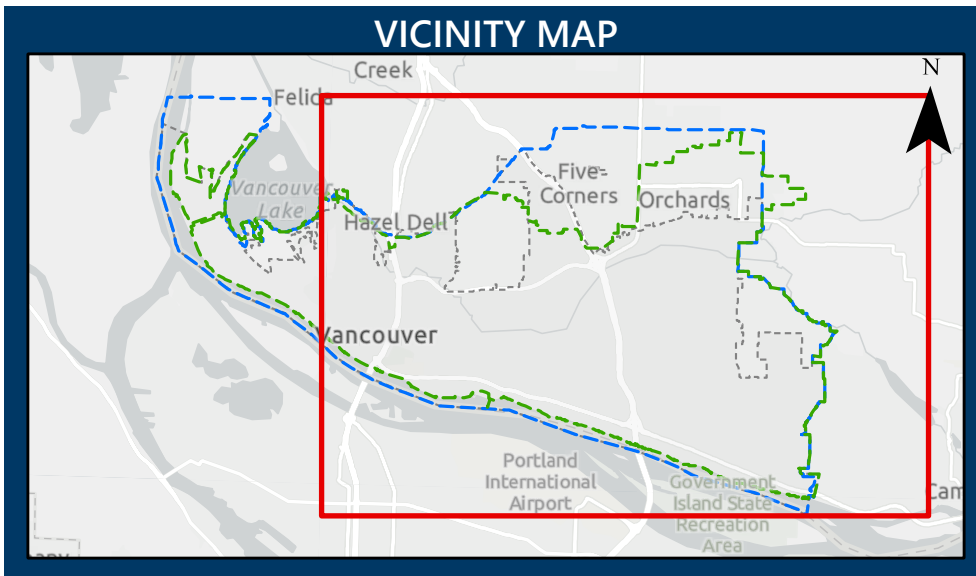 VICINITY MAP
Creek
N
Felida
Five
Corners
Vancouver
Lake
Orchards
Hazel Dell
Vancouver
Portland
International
Airport
Government
Island State
Recreation
Area
Cam